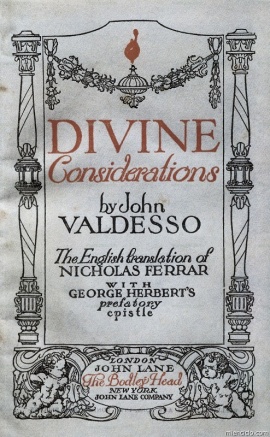 DIVINE
Considerations
by John
VALDESSO
The English translation of
NICHOLAS FERRAR
WITH
GEORGE HERBERT'S
prefatory
epistle
LONDON
JOHN LANE
The Bodley Head
NEW YORK
JOHN LANE COMPANY